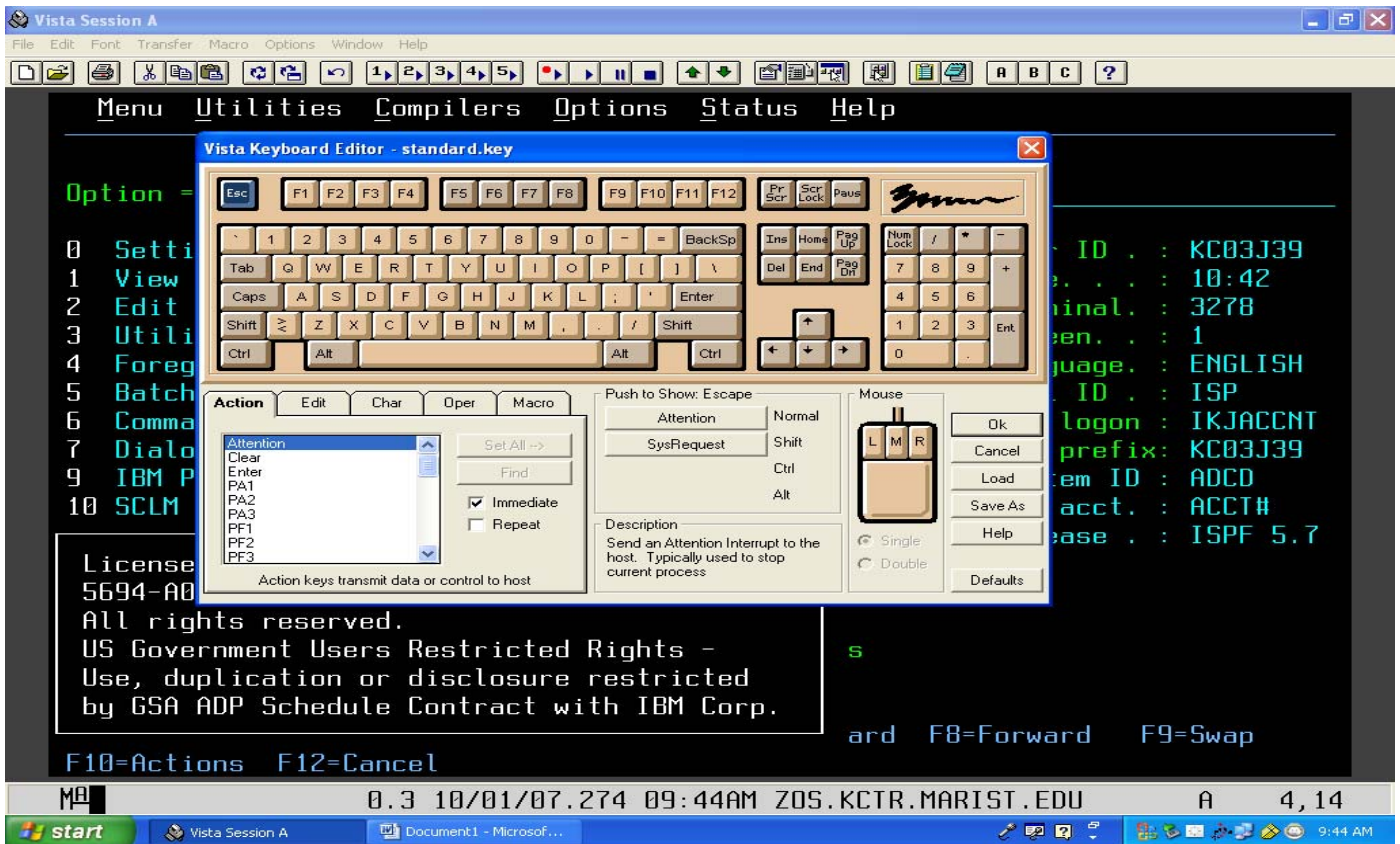 Vista Session A
File Edit Font Transfer Macro Options Window Help
1 2 3 4 5 A B C ?
Menu Utilities Compilers Options Status Help
Vista Keyboard Editor - standard.key
Option =
Esc F1 F2 F3 F4 F5 F6 F7 F8 F9 F10 F11 F12 Pr Scr Scr Lock Paus
` 1 2 3 4 5 6 7 8 9 0 - = BackSp Ins Home Pag Up Num Lock / * -
Tab Q W E R T Y U I O P [ ] \ Del End Pag Dn 7 8 9 +
Caps A S D F G H J K L ; ' Enter 4 5 6
Shift ≷ Z X C V B N M , . / Shift ↑ 1 2 3 Ent
Ctrl Alt Alt Ctrl ← ↓ → 0 .
0 Setti r ID . : KC03J39
1 View e. . . : 10:42
2 Edit minal. : 3278
3 Utili een. . : 1
4 Foreg guage. : ENGLISH
5 Batch ID . : ISP
6 Comma logon : IKJACCNT
7 Dialo prefix: KC03J39
9 IBM P tem ID : ADCD
10 SCLM acct. : ACCT#
ease . : ISPF 5.7
Action Edit Char Oper Macro
Attention
Clear
Enter
PA1
PA2
PA3
PF1
PF2
PF3
Set All -->
Find
Immediate
Repeat
Action keys transmit data or control to host
Push to Show: Escape
Attention Normal
SysRequest Shift
Ctrl
Alt
Description
Send an Attention Interrupt to the
host. Typically used to stop
current process
Mouse
L M R
Single
Double
Ok
Cancel
Load
Save As
Help
Defaults
License
5694-A0
All rights reserved.
US Government Users Restricted Rights -
Use, duplication or disclosure restricted
by GSA ADP Schedule Contract with IBM Corp.
s
ard F8=Forward F9=Swap
F10=Actions F12=Cancel
MA 0.3 10/01/07.274 09:44AM ZOS.KCTR.MARIST.EDU A 4,14
start Vista Session A Document1 - Microsof... 9:44 AM